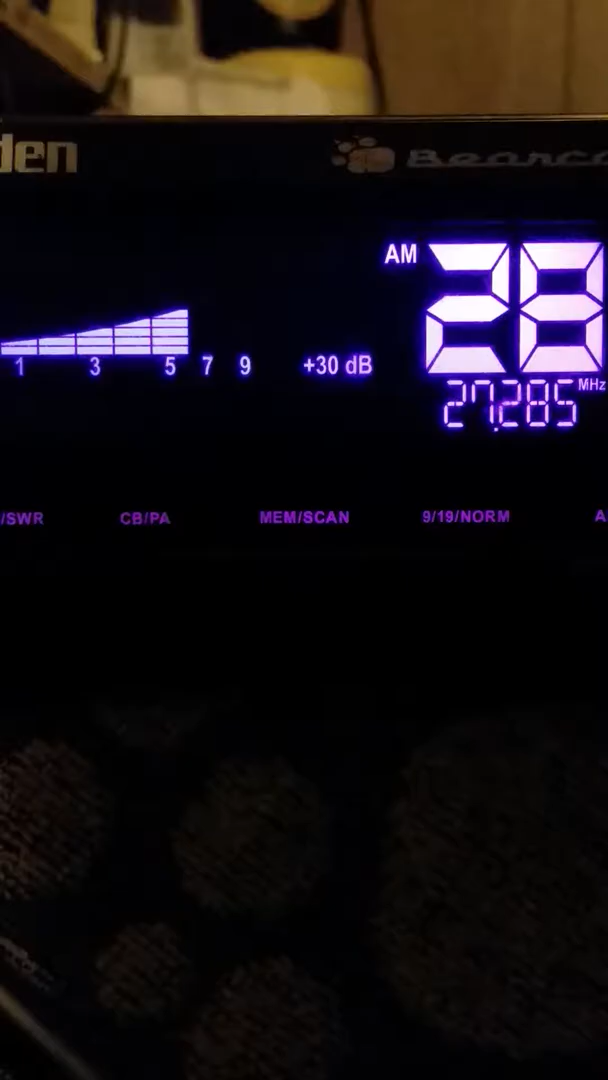 den Bearca
AM 28
1 3 5 7 9 +30 dB
27.285 MHz
/SWR CB/PA MEM/SCAN 9/19/NORM A